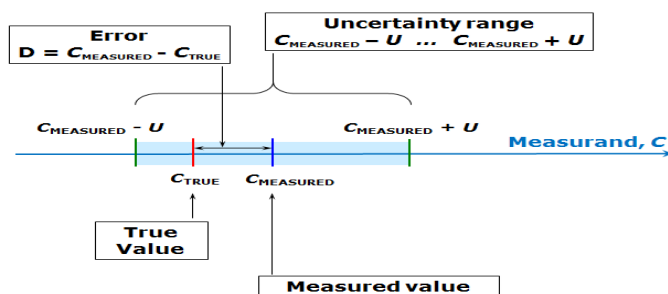 Error
D = CMEASURED - CTRUE
Uncertainty range
CMEASURED – U ... CMEASURED + U
CMEASURED - U
CMEASURED + U
Measurand, C
CTRUE
CMEASURED
True
Value
Measured value